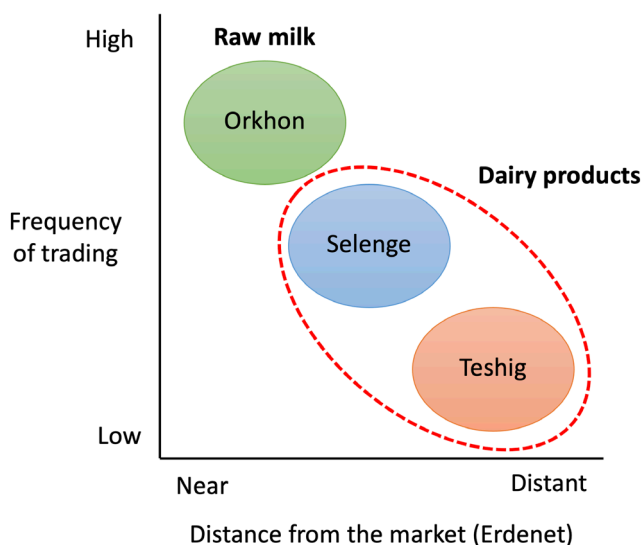 High
Raw milk
Orkhon
Dairy products
Frequency
of trading
Selenge
Teshig
Low
Near
Distant
Distance from the market (Erdenet)